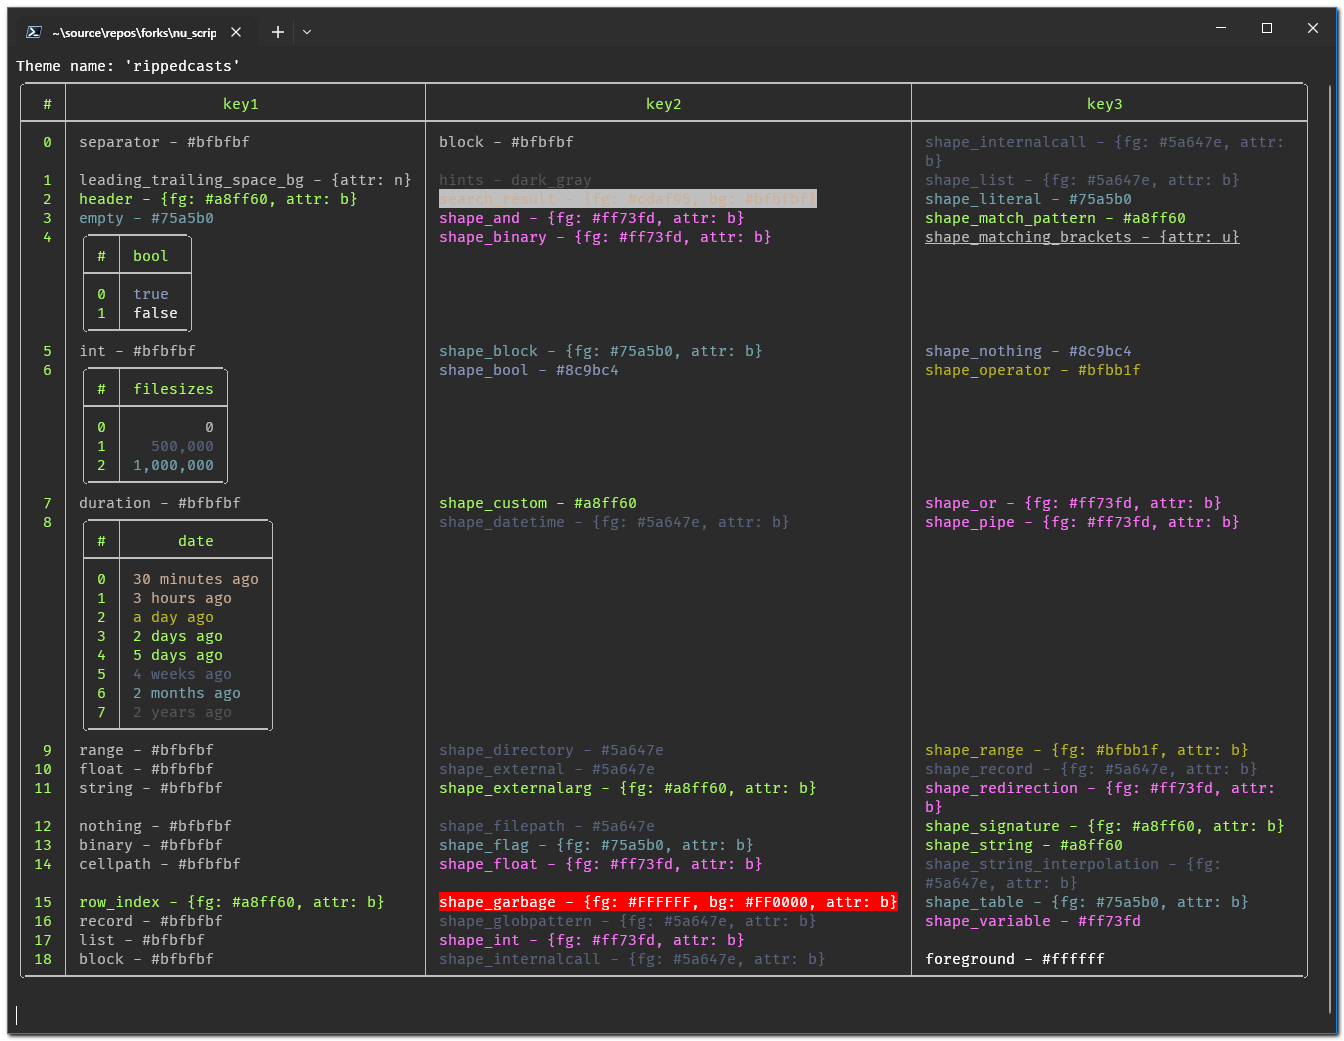 ~\source\repos\forks\nu_scrip
Theme name: 'rippedcasts'
# key1 key2 key3
0 separator - #bfbfbf block - #bfbfbf shape_internalcall - {fg: #5a647e, attr:
b}
1 leading_trailing_space_bg - {attr: n} hints - dark_gray shape_list - {fg: #5a647e, attr: b}
2 header - {fg: #a8ff60, attr: b} search_result - {fg: #cdaf95, bg: #bfbfbf} shape_literal - #75a5b0
3 empty - #75a5b0 shape_and - {fg: #ff73fd, attr: b} shape_match_pattern - #a8ff60
4 shape_binary - {fg: #ff73fd, attr: b} shape_matching_brackets - {attr: u}
# bool
0 true
1 false
5 int - #bfbfbf shape_block - {fg: #75a5b0, attr: b} shape_nothing - #8c9bc4
6 shape_bool - #8c9bc4 shape_operator - #bfbb1f
# filesizes
0 0
1 500,000
2 1,000,000
7 duration - #bfbfbf shape_custom - #a8ff60 shape_or - {fg: #ff73fd, attr: b}
8 shape_datetime - {fg: #5a647e, attr: b} shape_pipe - {fg: #ff73fd, attr: b}
# date
0 30 minutes ago
1 3 hours ago
2 a day ago
3 2 days ago
4 5 days ago
5 4 weeks ago
6 2 months ago
7 2 years ago
9 range - #bfbfbf shape_directory - #5a647e shape_range - {fg: #bfbb1f, attr: b}
10 float - #bfbfbf shape_external - #5a647e shape_record - {fg: #5a647e, attr: b}
11 string - #bfbfbf shape_externalarg - {fg: #a8ff60, attr: b} shape_redirection - {fg: #ff73fd, attr:
b}
12 nothing - #bfbfbf shape_filepath - #5a647e shape_signature - {fg: #a8ff60, attr: b}
13 binary - #bfbfbf shape_flag - {fg: #75a5b0, attr: b} shape_string - #a8ff60
14 cellpath - #bfbfbf shape_float - {fg: #ff73fd, attr: b} shape_string_interpolation - {fg:
#5a647e, attr: b}
15 row_index - {fg: #a8ff60, attr: b} shape_garbage - {fg: #FFFFFF, bg: #FF0000, attr: b} shape_table - {fg: #75a5b0, attr: b}
16 record - #bfbfbf shape_globpattern - {fg: #5a647e, attr: b} shape_variable - #ff73fd
17 list - #bfbfbf shape_int - {fg: #ff73fd, attr: b}
18 block - #bfbfbf shape_internalcall - {fg: #5a647e, attr: b} foreground - #ffffff